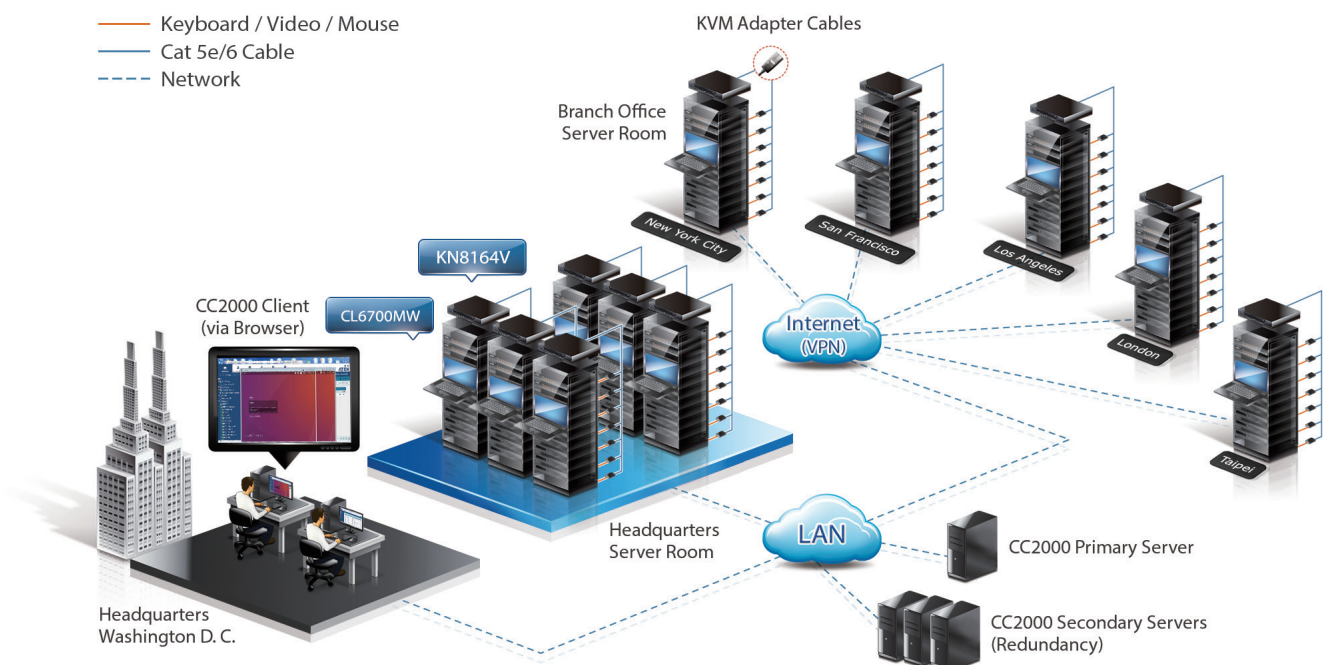 Keyboard / Video / Mouse
Cat 5e/6 Cable
Network
KVM Adapter Cables
Branch Office
Server Room
New York City
San Francisco
Los Angeles
London
Taipei
KN8164V
CL6700MW
CC2000 Client
(via Browser)
Internet
(VPN)
Headquarters
Server Room
LAN
CC2000 Primary Server
CC2000 Secondary Servers
(Redundancy)
Headquarters
Washington D. C.